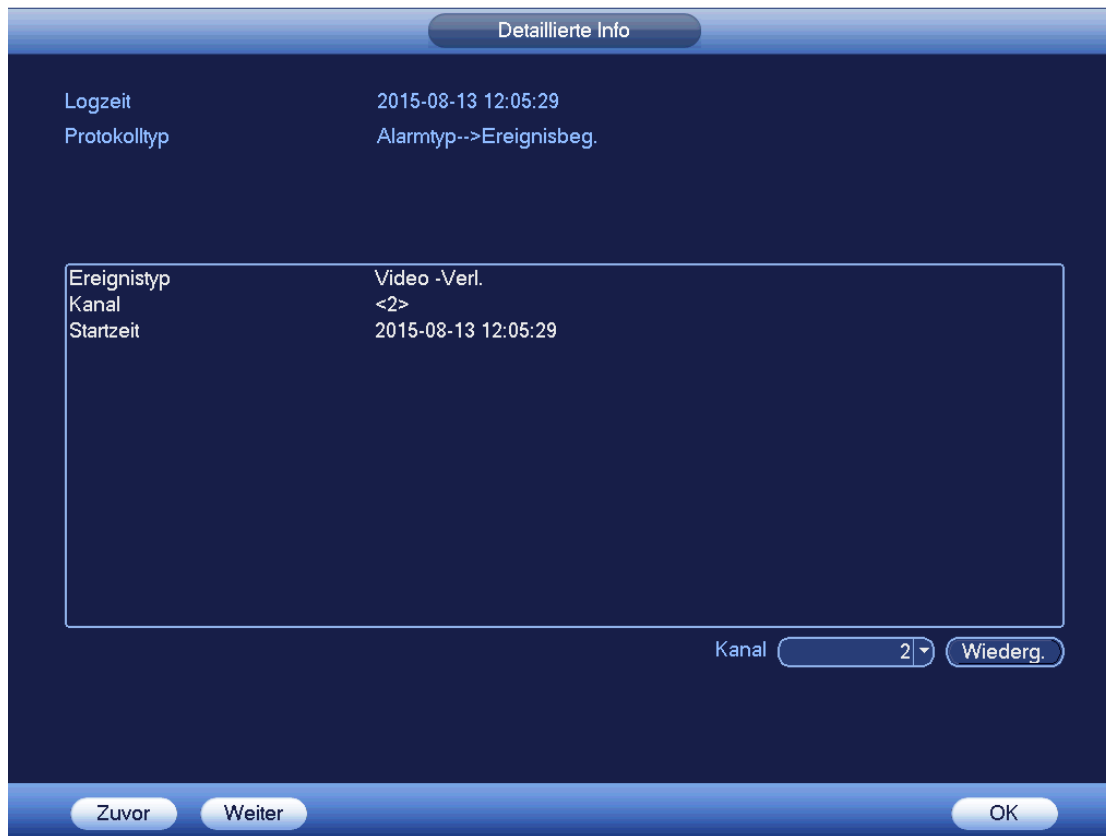 Detaillierte Info
Logzeit 2015-08-13 12:05:29
Protokolltyp Alarmtyp-->Ereignisbeg.
Ereignistyp Video -Verl.
Kanal <2>
Startzeit 2015-08-13 12:05:29
Kanal 2 Wiederg.
Zuvor Weiter OK